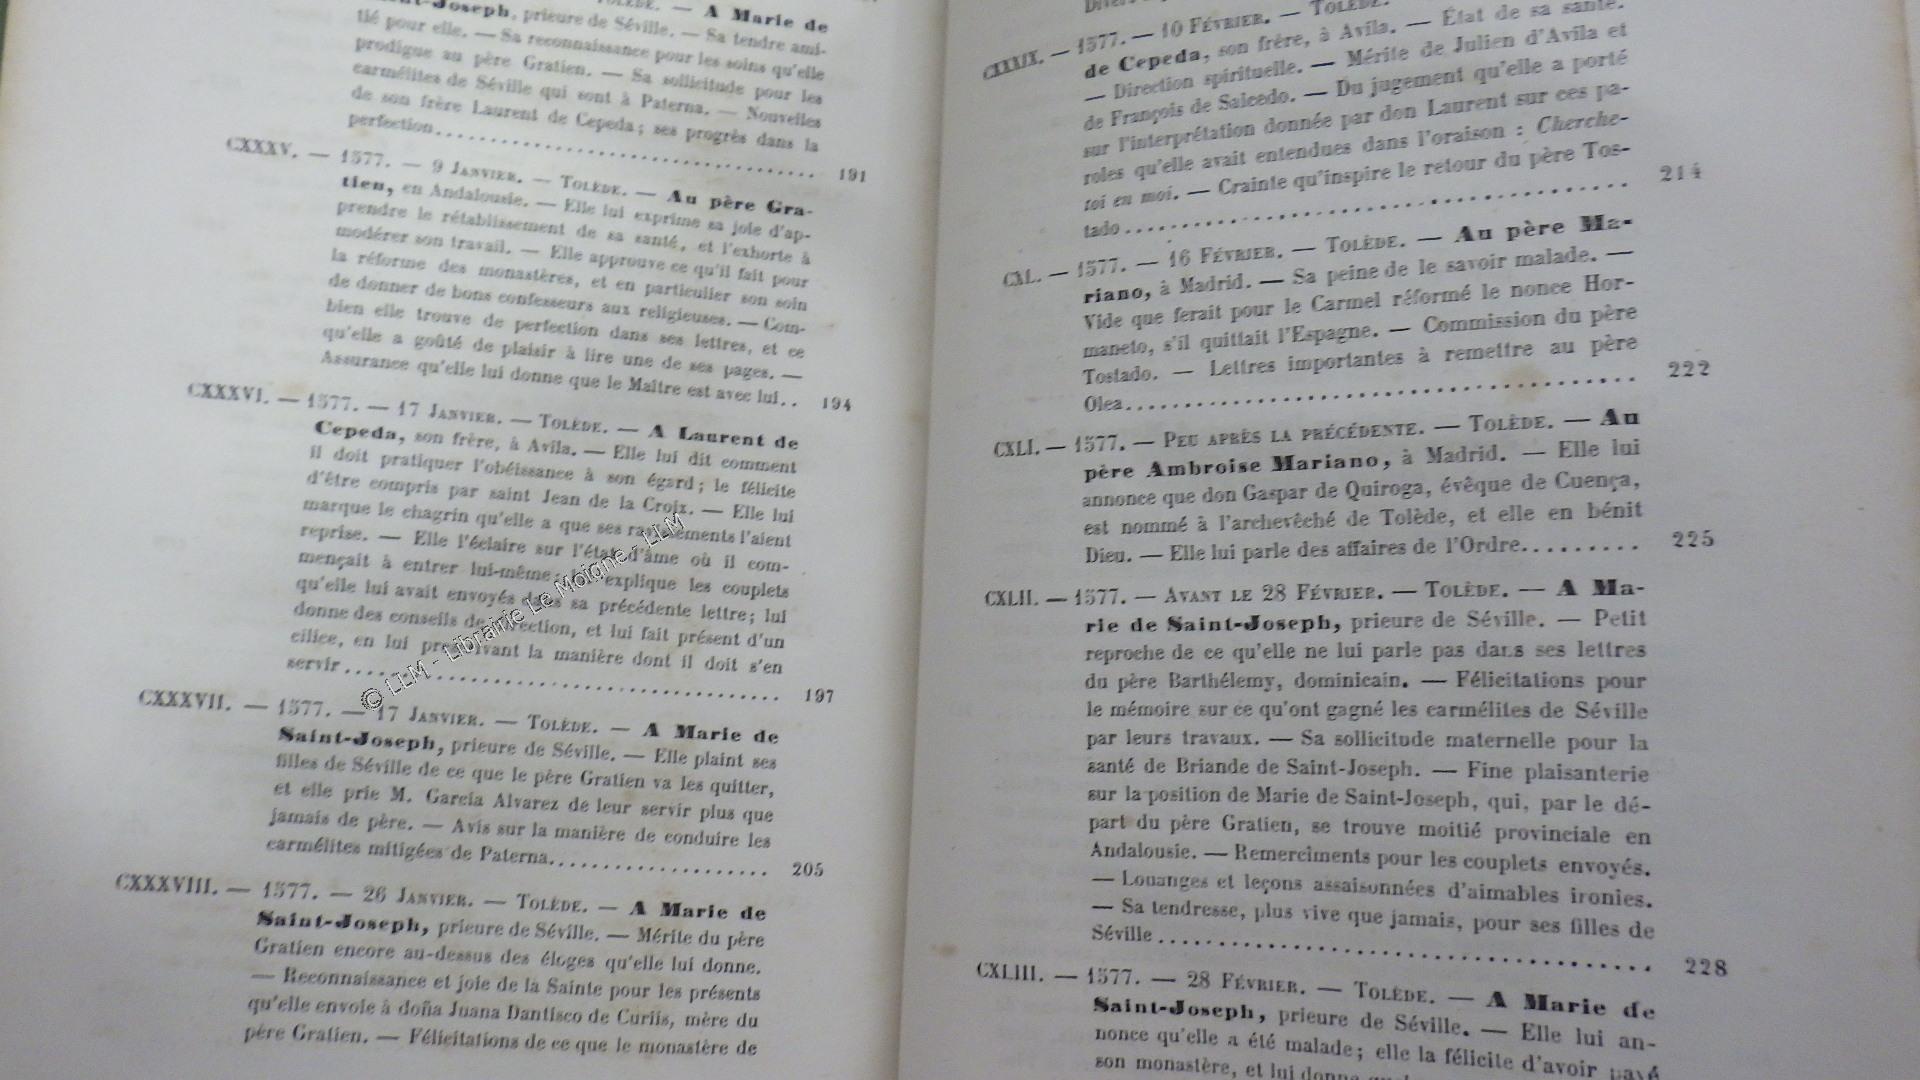 TOLÈDE. — A Marie de
Saint-Joseph, prieure de Séville. — Sa tendre ami-
tié pour elle. — Sa reconnaissance pour les soins qu'elle
prodigue au père Gratien. — Sa sollicitude pour les
carmélites de Séville qui sont à Paterna. — Nouvelles
de son frère Laurent de Cepeda; ses progrès dans la
perfection........................ 191
CXXXV. — 1577. — 9 JANVIER. — TOLÈDE. — Au père Gra-
tien, en Andalousie. — Elle lui exprime sa joie d'ap-
prendre le rétablissement de sa santé, et l'exhorte à
modérer son travail. — Elle approuve ce qu'il fait pour
la réforme des monastères, et en particulier son soin
de donner de bons confesseurs aux religieuses. — Com-
bien elle trouve de perfection dans ses lettres, et ce
qu'elle a goûté de plaisir à lire une de ses pages. —
Assurance qu'elle lui donne que le Maître est avec lui.. 194
CXXXVI. — 1577. — 17 JANVIER. — TOLÈDE. — A Laurent de
Cepeda, son frère, à Avila. — Elle lui dit comment
il doit pratiquer l'obéissance à son égard; le félicite
d'être compris par saint Jean de la Croix. — Elle lui
marque le chagrin qu'elle a que ses ravissements l'aient
reprise. — Elle l'éclaire sur l'état d'âme où il com-
mençait à entrer lui-même; lui explique les couplets
qu'elle lui avait envoyés dans sa précédente lettre; lui
donne des conseils de direction, et lui fait présent d'un
cilice, en lui prescrivant la manière dont il doit s'en
servir........................ 197
CXXXVII. — 1577. — 17 JANVIER. — TOLÈDE. — A Marie de
Saint-Joseph, prieure de Séville. — Elle plaint ses
filles de Séville de ce que le père Gratien va les quitter,
et elle prie M. Garcia Alvarez de leur servir plus que
jamais de père. — Avis sur la manière de conduire les
carmélites mitigées de Paterna.................. 205
CXXXVIII. — 1577. — 26 JANVIER. — TOLÈDE. — A Marie de
Saint-Joseph, prieure de Séville. — Mérite du père
Gratien encore au-dessus des éloges qu'elle lui donne.
— Reconnaissance et joie de la Sainte pour les présents
qu'elle envoie à doña Juana Dantisco de Curiis, mère du
père Gratien. — Félicitations de ce que le monastère de
© LLM - Librairie Le Moigne - LLM
CXXXIX. — 1577. — 10 FÉVRIER. — TOLÈDE.
de Cepeda, son frère, à Avila. — État de sa santé.
— Direction spirituelle. — Mérite de Julien d'Avila et
de François de Salcedo. — Du jugement qu'elle a porté
sur l'interprétation donnée par don Laurent sur ces pa-
roles qu'elle avait entendues dans l'oraison : Cherche-
toi en moi. — Crainte qu'inspire le retour du père Tos-
tado........................ 214
CXL. — 1577. — 16 FÉVRIER. — TOLÈDE. — Au père Ma-
riano, à Madrid. — Sa peine de le savoir malade. —
Vide que ferait pour le Carmel réformé le nonce Hor-
maneto, s'il quittait l'Espagne. — Commission du père
Tostado. — Lettres importantes à remettre au père
Olea........................ 222
CXLI. — 1577. — PEU APRÈS LA PRÉCÉDENTE. — TOLÈDE. — Au
père Ambroise Mariano, à Madrid. — Elle lui
annonce que don Gaspar de Quiroga, évêque de Cuença,
est nommé à l'archevêché de Tolède, et elle en bénit
Dieu. — Elle lui parle des affaires de l'Ordre......... 225
CXLII. — 1577. — AVANT LE 28 FÉVRIER. — TOLÈDE. — A Ma-
rie de Saint-Joseph, prieure de Séville. — Petit
reproche de ce qu'elle ne lui parle pas dans ses lettres
du père Barthélemy, dominicain. — Félicitations pour
le mémoire sur ce qu'ont gagné les carmélites de Séville
par leurs travaux. — Sa sollicitude maternelle pour la
santé de Briande de Saint-Joseph. — Fine plaisanterie
sur la position de Marie de Saint-Joseph, qui, par le dé-
part du père Gratien, se trouve moitié provinciale en
Andalousie. — Remercîments pour les couplets envoyés.
— Louanges et leçons assaisonnées d'aimables ironies.
— Sa tendresse, plus vive que jamais, pour ses filles de
Séville........................ 228
CXLIII. — 1577. — 28 FÉVRIER. — TOLÈDE. — A Marie de
Saint-Joseph, prieure de Séville. — Elle lui an-
nonce qu'elle a été malade; elle la félicite d'avoir payé
son monastère, et lui donne